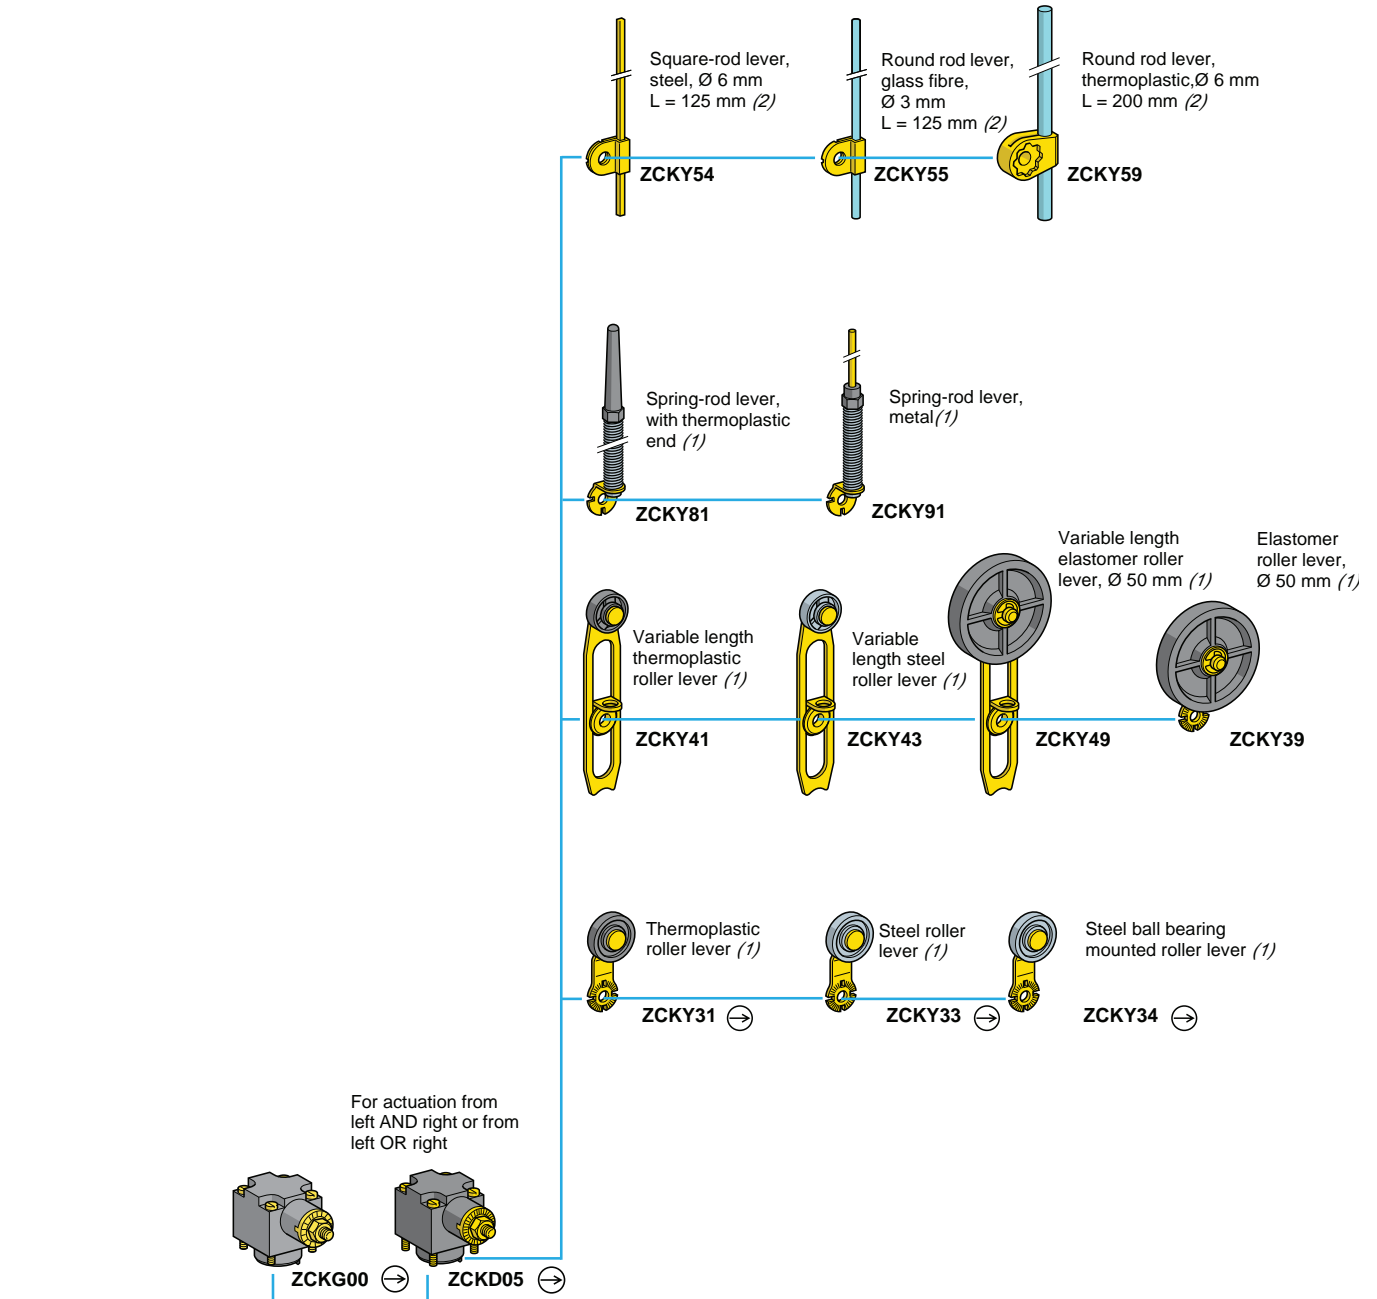 Square-rod lever,
steel, Ø 6 mm
L = 125 mm (2)
ZCKY54
Round rod lever,
glass fibre,
Ø 3 mm
L = 125 mm (2)
ZCKY55
Round rod lever,
thermoplastic,Ø 6 mm
L = 200 mm (2)
ZCKY59
Spring-rod lever,
with thermoplastic
end (1)
ZCKY81
Spring-rod lever,
metal(1)
ZCKY91
Variable length
thermoplastic
roller lever (1)
ZCKY41
Variable
length steel
roller lever (1)
ZCKY43
Variable length
elastomer roller
lever, Ø 50 mm (1)
ZCKY49
Elastomer
roller lever,
Ø 50 mm (1)
ZCKY39
Thermoplastic
roller lever (1)
ZCKY31
Steel roller
lever (1)
ZCKY33
Steel ball bearing
mounted roller lever (1)
ZCKY34
For actuation from
left AND right or from
left OR right
ZCKG00
ZCKD05